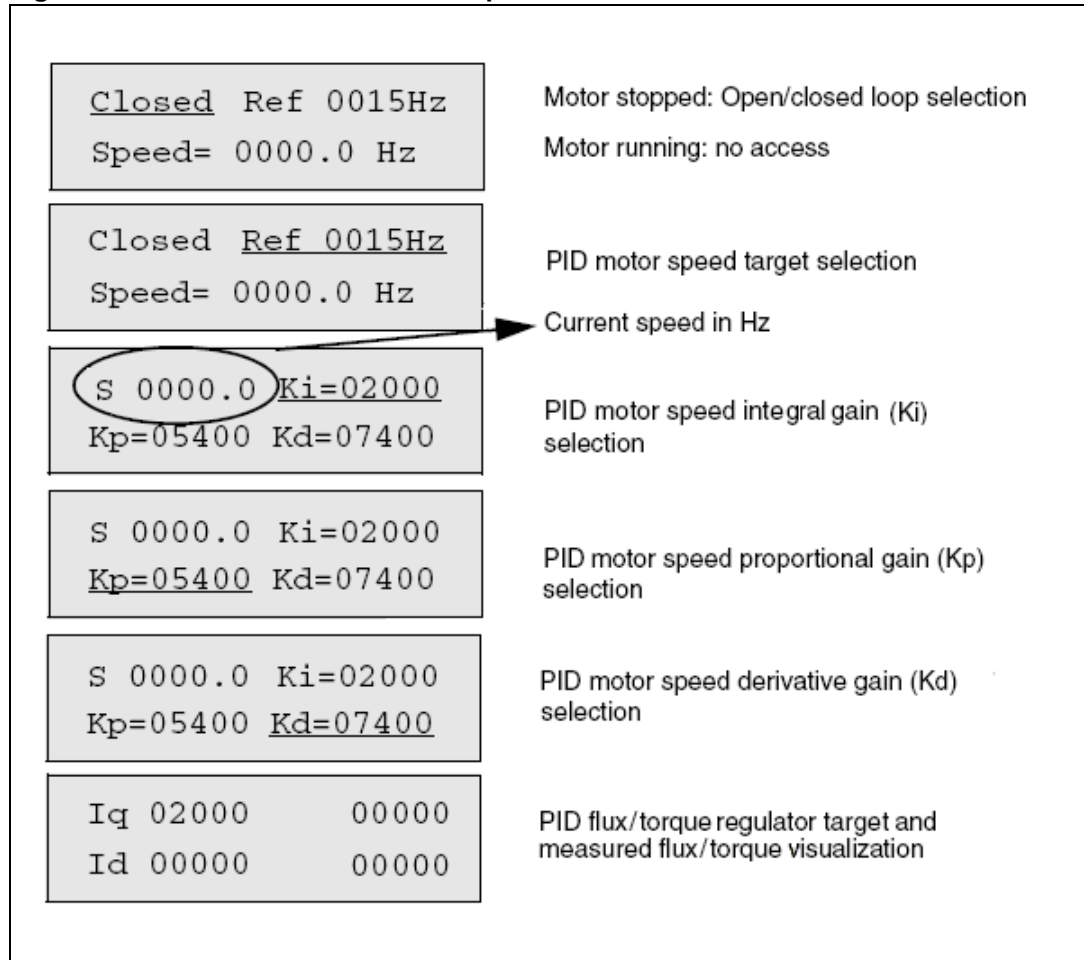 Closed Ref 0015Hz
Speed= 0000.0 Hz
Motor stopped: Open/closed loop selection
Motor running: no access
Closed Ref 0015Hz
Speed= 0000.0 Hz
PID motor speed target selection
Current speed in Hz
S 0000.0 Ki=02000
Kp=05400 Kd=07400
PID motor speed integral gain (Ki)
selection
S 0000.0 Ki=02000
Kp=05400 Kd=07400
PID motor speed proportional gain (Kp)
selection
S 0000.0 Ki=02000
Kp=05400 Kd=07400
PID motor speed derivative gain (Kd)
selection
Iq 02000 00000
Id 00000 00000
PID flux/torque regulator target and
measured flux/torque visualization